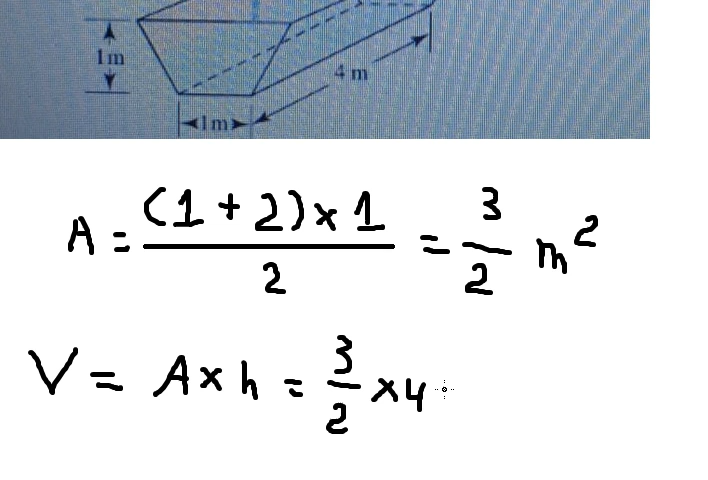 1m
4 m
1m
A = (1 + 2) x 1 / 2 = 3 / 2 m²
V = A x h = 3 / 2 x 4